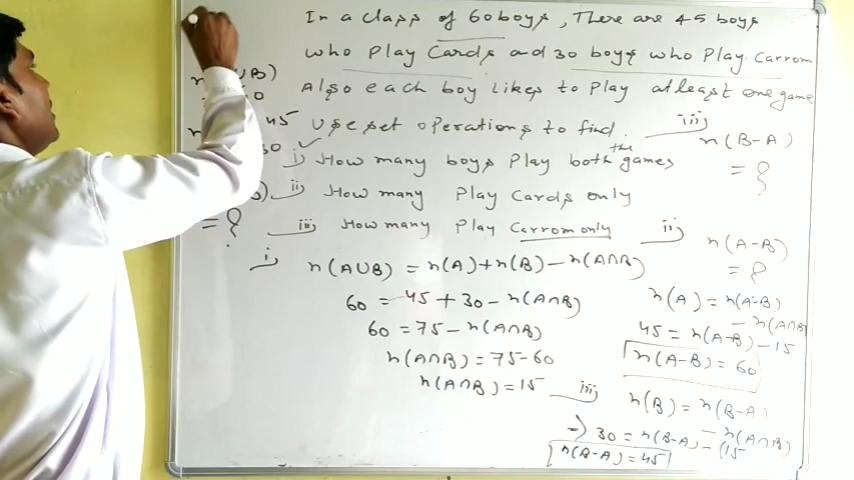 In a class of 60 boys, There are 45 boys
who play Cards and 30 boys who Play Carrom
Also each boy likes to Play atleast one game
Use set operations to find.
i) How many boys Play both the games
ii) How many Play Cards only
iii) How many Play Carrom only
∪B)
45
30
= ?
i)
n(A∪B) = n(A)+n(B)-n(A∩B)
60 = 45 + 30 - n(A∩B)
60 = 75 - n(A∩B)
n(A∩B) = 75-60
n(A∩B) = 15
iii)
n(B-A)
= ?
ii)
n(A-B)
= ?
n(A) = n(A-B)
- n(A∩B)
45 = n(A-B) - 15
n(A-B) = 60
iii)
n(B) = n(B-A)
- n(A∩B)
=> 30 = n(B-A) - (15
n(B-A) = 45